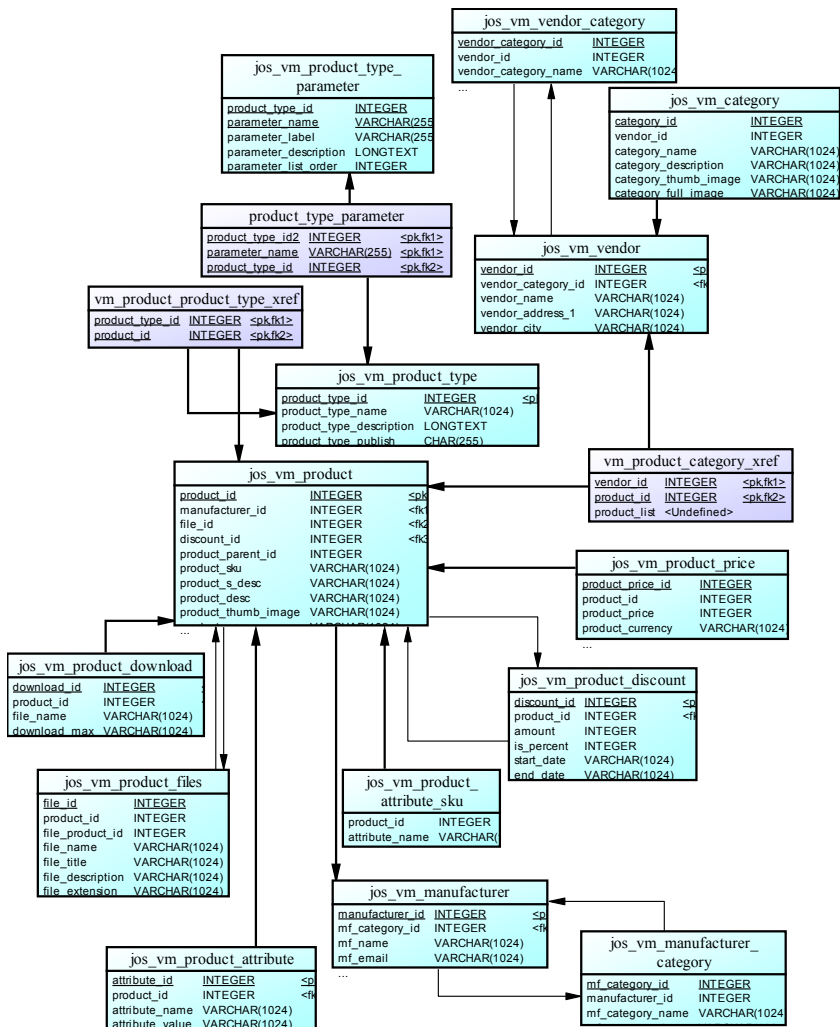 jos_vm_vendor_category
vendor_category_id INTEGER
vendor_id INTEGER
vendor_category_name VARCHAR(1024
...
jos_vm_product_type_
parameter
product_type_id INTEGER
parameter_name VARCHAR(255
parameter_label VARCHAR(255
parameter_description LONGTEXT
parameter_list_order INTEGER
jos_vm_category
category_id INTEGER
vendor_id INTEGER
category_name VARCHAR(1024)
category_description VARCHAR(1024)
category_thumb_image VARCHAR(1024)
category_full_image VARCHAR(1024)
product_type_parameter
product_type_id2 INTEGER <pk,fk1>
parameter_name VARCHAR(255) <pk,fk1>
product_type_id INTEGER <pk,fk2>
jos_vm_vendor
vendor_id INTEGER <p
vendor_category_id INTEGER <fk
vendor_name VARCHAR(1024)
vendor_address_1 VARCHAR(1024)
vendor_city VARCHAR(1024)
vm_product_product_type_xref
product_type_id INTEGER <pk,fk1>
product_id INTEGER <pk,fk2>
jos_vm_product_type
product_type_id INTEGER <p
product_type_name VARCHAR(1024)
product_type_description LONGTEXT
product_type_publish CHAR(255)
vm_product_category_xref
vendor_id INTEGER <pk,fk1>
product_id INTEGER <pk,fk2>
product_list <Undefined>
jos_vm_product
product_id INTEGER <pk
manufacturer_id INTEGER <fk1
file_id INTEGER <fk2
discount_id INTEGER <fk3
product_parent_id INTEGER
product_sku VARCHAR(1024)
product_s_desc VARCHAR(1024)
product_desc VARCHAR(1024)
product_thumb_image VARCHAR(1024)
...
jos_vm_product_price
product_price_id INTEGER
product_id INTEGER
product_price INTEGER
product_currency VARCHAR(1024
...
jos_vm_product_download
download_id INTEGER
product_id INTEGER
file_name VARCHAR(1024)
download_max VARCHAR(1024)
jos_vm_product_discount
discount_id INTEGER <p
product_id INTEGER <fk
amount INTEGER
is_percent INTEGER
start_date VARCHAR(1024)
end_date VARCHAR(1024)
jos_vm_product_files
file_id INTEGER
product_id INTEGER
file_product_id INTEGER
file_name VARCHAR(1024)
file_title VARCHAR(1024)
file_description VARCHAR(1024)
file_extension VARCHAR(1024)
jos_vm_product_
attribute_sku
product_id INTEGER
attribute_name VARCHAR(
jos_vm_manufacturer
manufacturer_id INTEGER <p
mf_category_id INTEGER <fk
mf_name VARCHAR(1024)
mf_email VARCHAR(1024)
...
jos_vm_manufacturer_
category
mf_category_id INTEGER
manufacturer_id INTEGER
mf_category_name VARCHAR(1024
jos_vm_product_attribute
attribute_id INTEGER <p
product_id INTEGER <fk
attribute_name VARCHAR(1024)
attribute_value VARCHAR(1024)